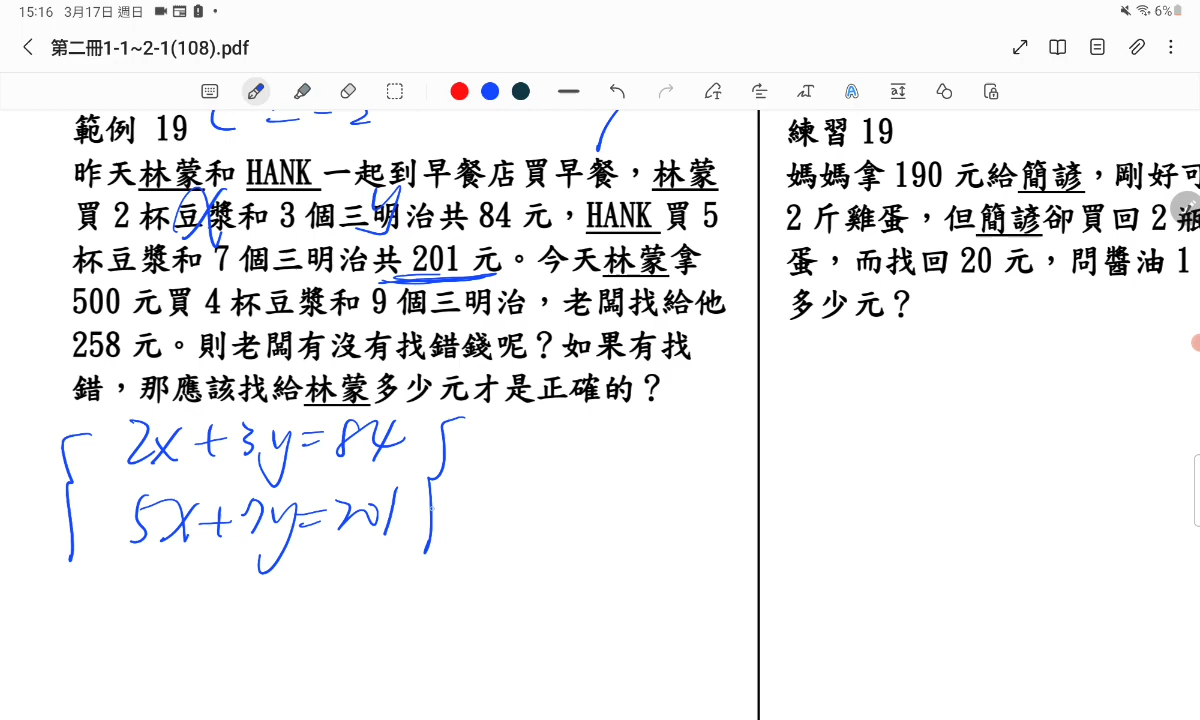 15:16 3月17日 週日
6%
第二冊1-1~2-1(108).pdf
範例 19
昨天林蒙和 HANK 一起到早餐店買早餐，林蒙
買 2 杯豆漿和 3 個三明治共 84 元，HANK 買 5
杯豆漿和 7 個三明治共 201 元。今天林蒙拿
500 元買 4 杯豆漿和 9 個三明治，老闆找給他
258 元。則老闆有沒有找錯錢呢？如果有找
錯，那應該找給林蒙多少元才是正確的？
x y
2x+3y=84
5x+7y=201
練習19
媽媽拿 190 元給簡諺，剛好可
2 斤雞蛋，但簡諺卻買回 2 瓶
蛋，而找回 20 元，問醬油 1
多少元？